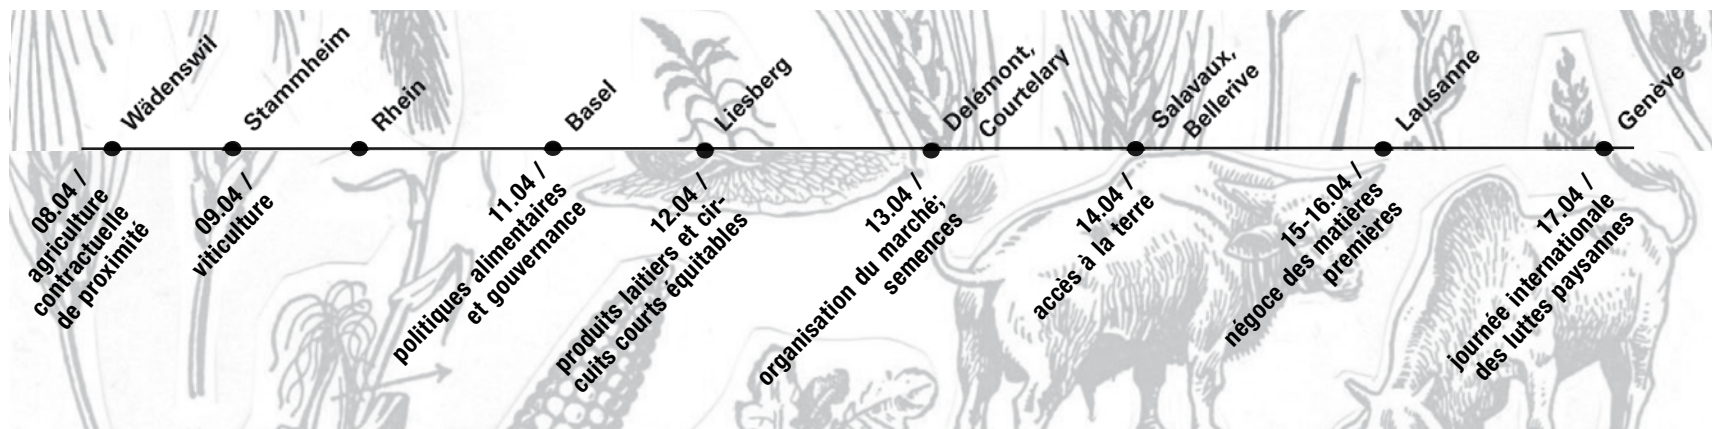 Wädenswil
Stammheim
Rhein
Basel
Liesberg
Delémont,
Courtelary
Salavaux,
Bellerive
Lausanne
Genève
08.04 /
agriculture
contractuelle
de proximité
09.04 /
viticulture
11.04 /
politiques alimentaires
et gouvernance
12.04 /
produits laitiers et cir-
cuits courts équitables
13.04 /
organisation du marché,
semences
14.04 /
accès à la terre
15-16.04 /
négoce des matières
premières
17.04 /
journée internationale
des luttes paysannes